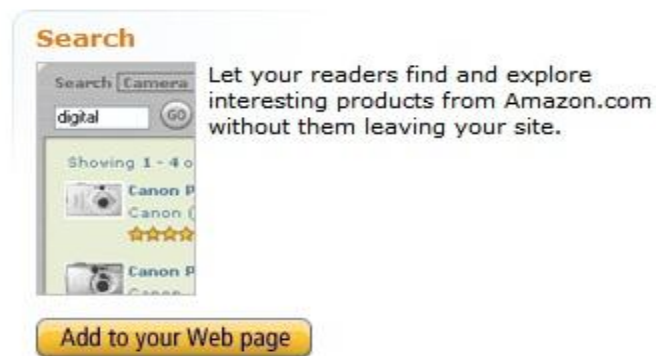 Search
Let your readers find and explore
interesting products from Amazon.com
without them leaving your site.
Search Camera
digital GO
Showing 1 - 4 o
Canon P
Canon (
Canon P
Canon
Add to your Web page